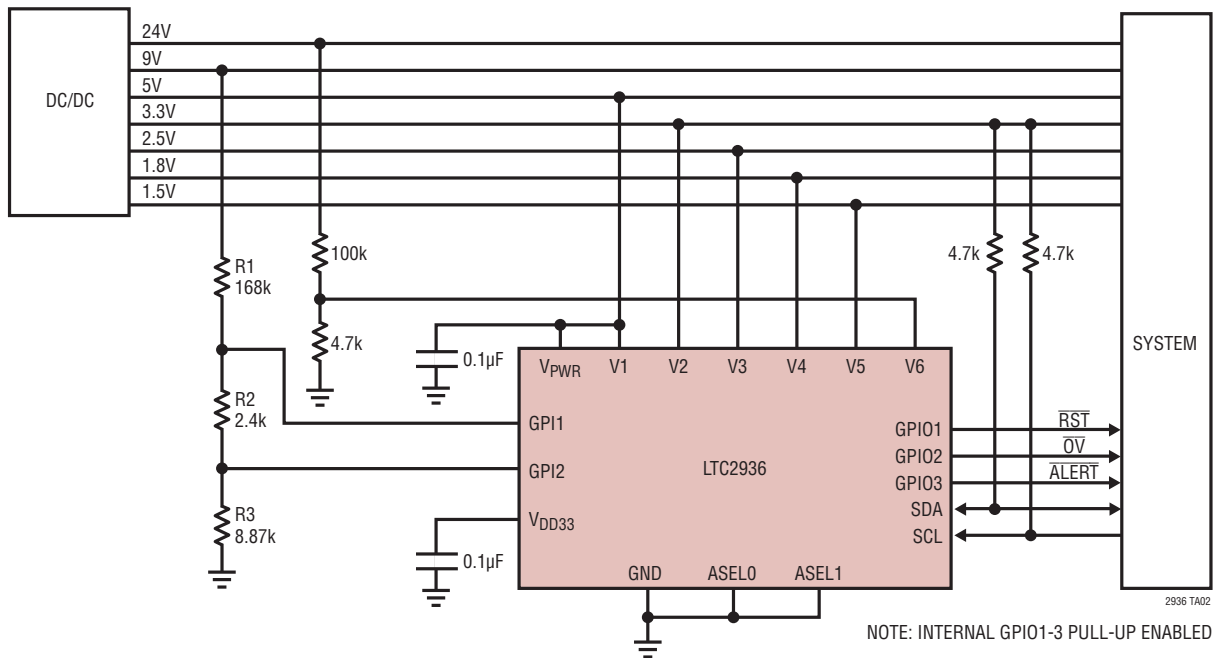 24V
9V
5V
3.3V
2.5V
1.8V
1.5V
DC/DC
SYSTEM
R1
168k
100k
4.7k
4.7k
4.7k
0.1µF
R2
2.4k
R3
8.87k
0.1µF
VPWR
V1
V2
V3
V4
V5
V6
GPI1
GPI2
VDD33
LTC2936
GPIO1
GPIO2
GPIO3
SDA
SCL
RST
OV
ALERT
GND
ASEL0
ASEL1
2936 TA02
NOTE: INTERNAL GPIO1-3 PULL-UP ENABLED